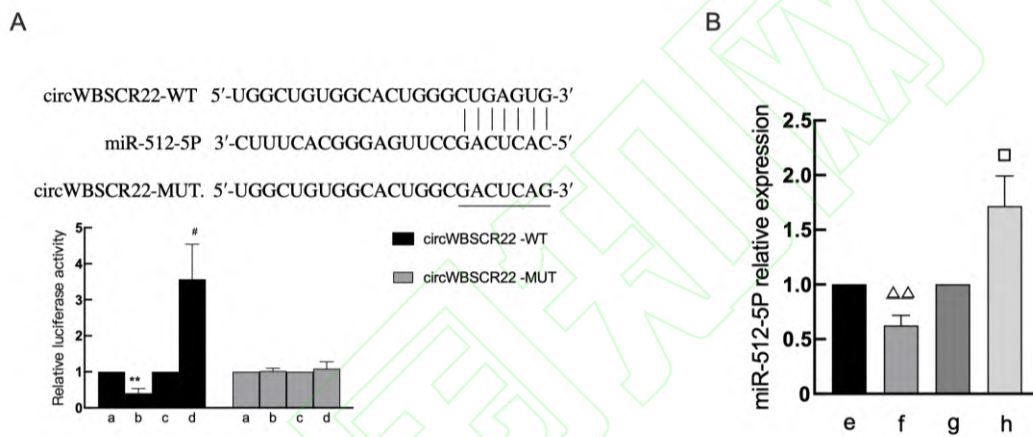 A
circWBSCR22-WT 5′-UGGCUGUGGCACUGGGCUGAGUG-3′
miR-512-5P 3′-CUUUCACGGGAGUUCCGACUCAC-5′
circWBSCR22-MUT. 5′-UGGCUGUGGCACUGGCGACUCAG-3′
Relative luciferase activity
5
4
3
2
1
0
**
#
a b c d a b c d
circWBSCR22 -WT
circWBSCR22 -MUT
B
miR-512-5P relative expression
2.5
2.0
1.5
1.0
0.5
0
△△
□
e f g h